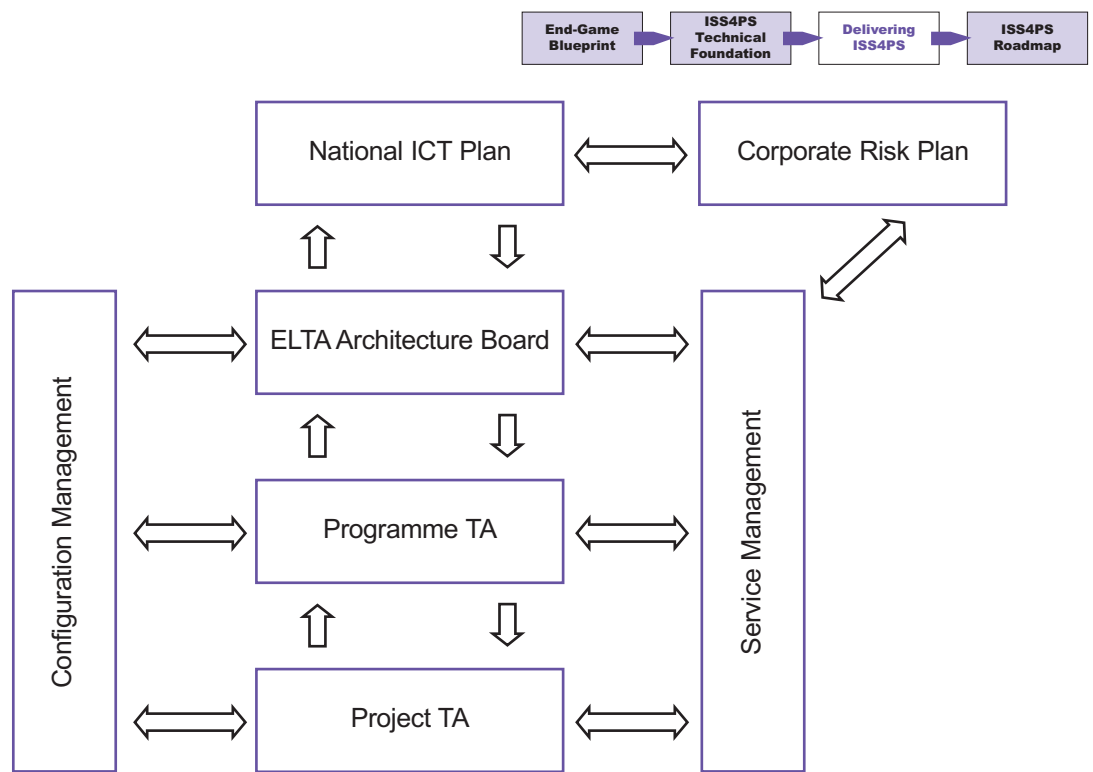 End-Game
Blueprint
ISS4PS
Technical
Foundation
Delivering
ISS4PS
ISS4PS
Roadmap
National ICT Plan
Corporate Risk Plan
ELTA Architecture Board
Configuration Management
Service Management
Programme TA
Project TA